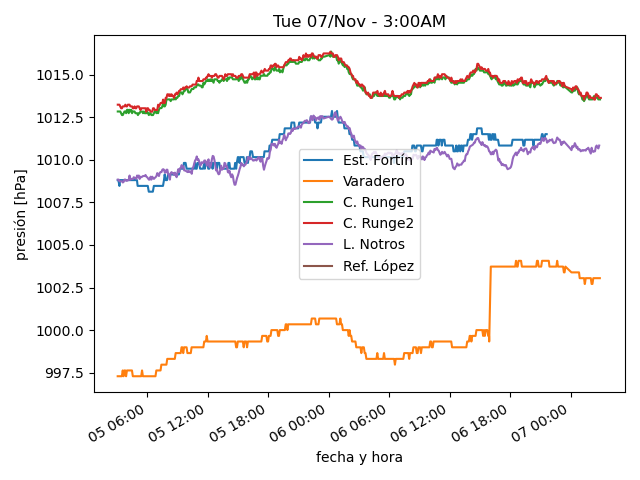 Tue 07/Nov - 3:00AM
presión [hPa]
1015.0
1012.5
1010.0
1007.5
1005.0
1002.5
1000.0
997.5
Est. Fortín
Varadero
C. Runge1
C. Runge2
L. Notros
Ref. López
05 06:00
05 12:00
05 18:00
06 00:00
06 06:00
06 12:00
06 18:00
07 00:00
fecha y hora